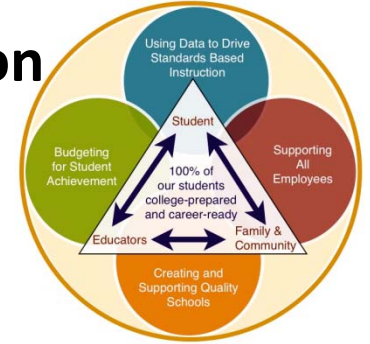 on
Using Data to Drive
Standards Based
Instruction
Student
Budgeting
for Student
Achievement
100% of
our students
college-prepared
and career-ready
Supporting
All
Employees
Educators
Family &
Community
Creating and
Supporting Quality
Schools